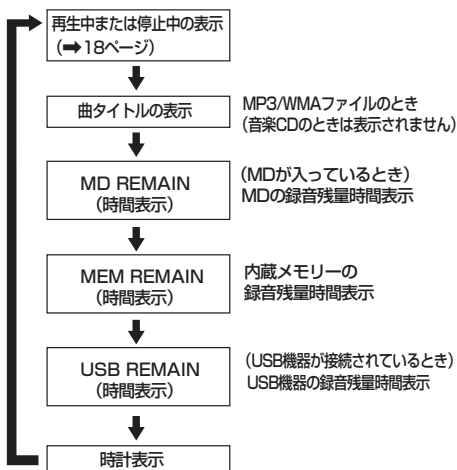 再生中または停止中の表示
（➡18ページ）
曲タイトルの表示
MP3/WMAファイルのとき
（音楽CDのときは表示されません）
MD REMAIN
（時間表示）
（MDが入っているとき）
MDの録音残量時間表示
MEM REMAIN
（時間表示）
内蔵メモリーの
録音残量時間表示
USB REMAIN
（時間表示）
（USB機器が接続されているとき）
USB機器の録音残量時間表示
時計表示